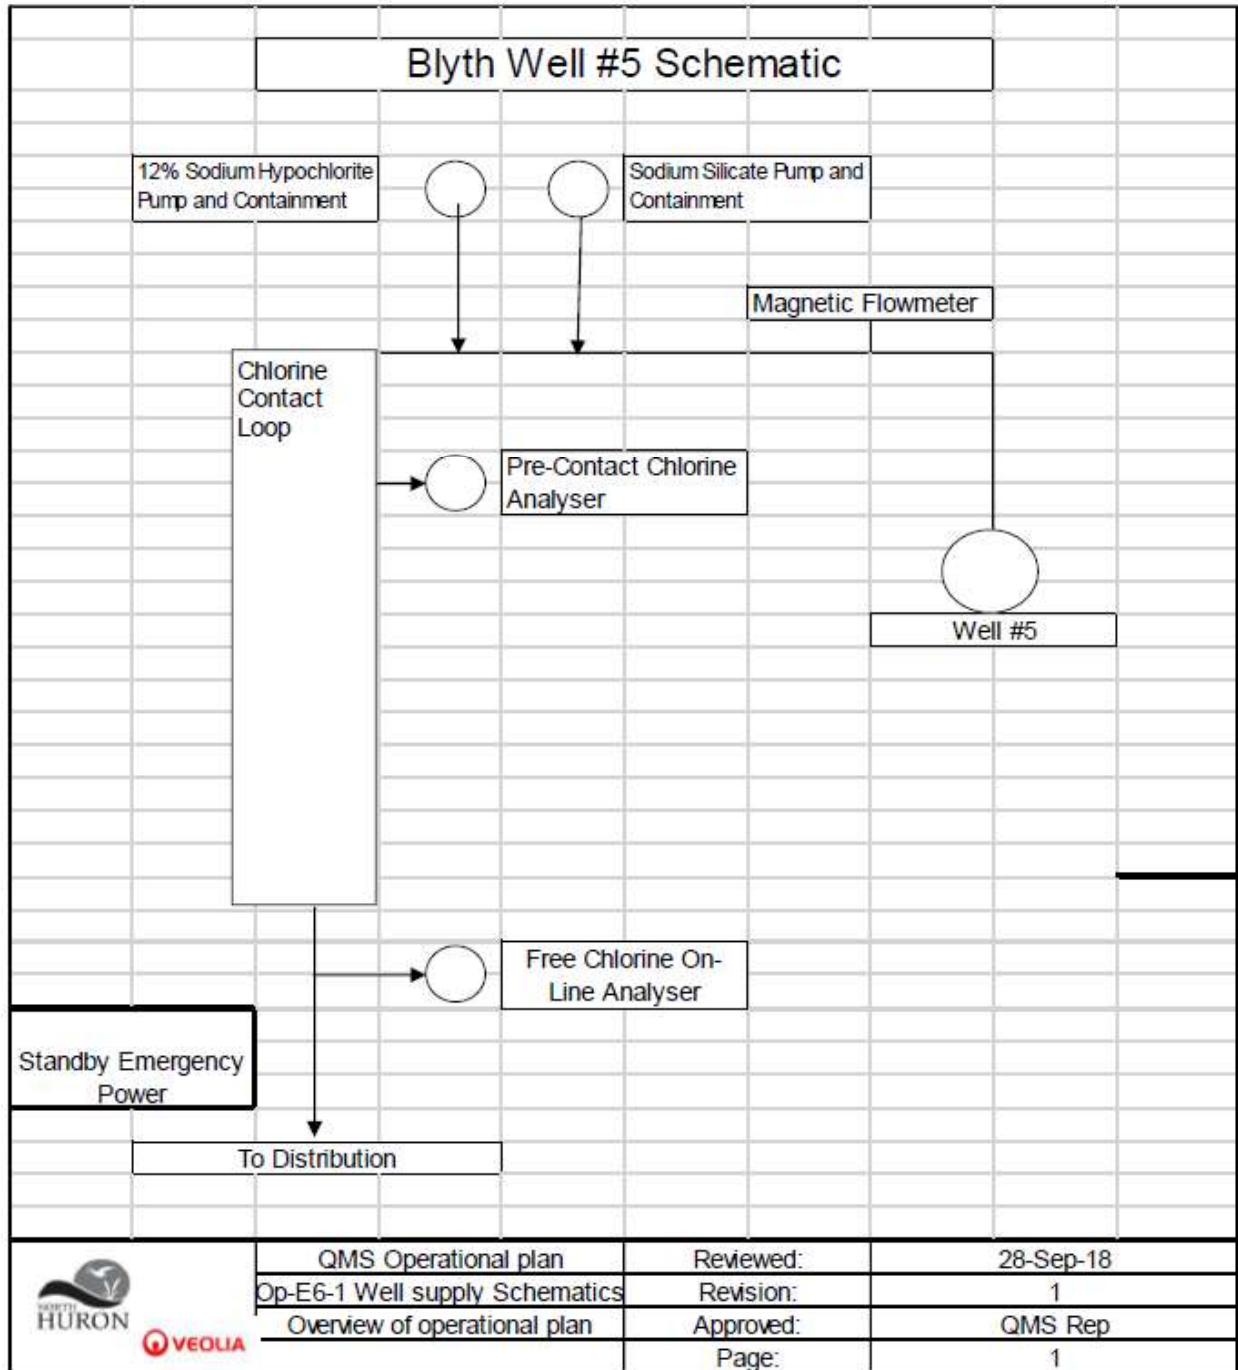 Blyth Well #5 Schematic
12% Sodium Hypochlorite
Pump and Containment
Sodium Silicate Pump and
Containment
Magnetic Flowmeter
Chlorine
Contact
Loop
Pre-Contact Chlorine
Analyser
Well #5
Free Chlorine On-
Line Analyser
Standby Emergency
Power
To Distribution
NORTH
HURON
VEOLIA
QMS Operational plan
Reviewed:
28-Sep-18
Op-E6-1 Well supply Schematics
Revision:
1
Overview of operational plan
Approved:
QMS Rep
Page:
1